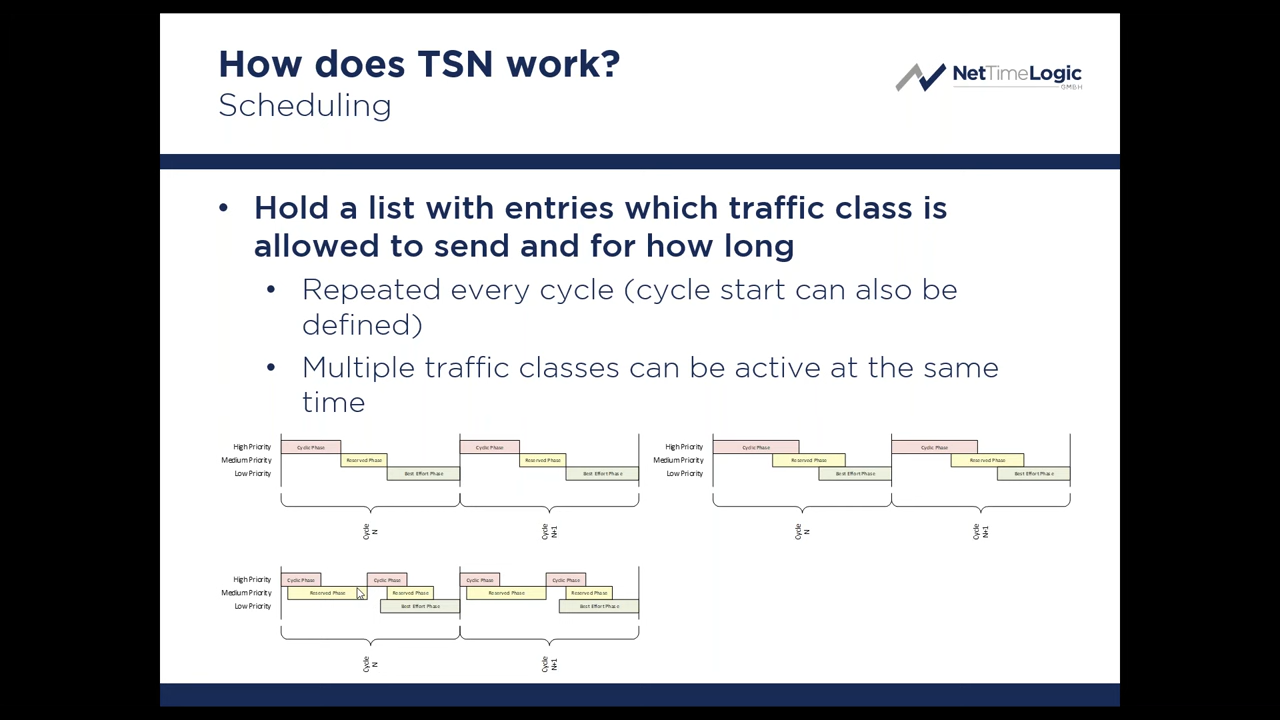 How does TSN work?
Scheduling
NetTimeLogic
GMBH
• Hold a list with entries which traffic class is
allowed to send and for how long
• Repeated every cycle (cycle start can also be
defined)
• Multiple traffic classes can be active at the same
time
High Priority Cyclic Phase Cyclic Phase
Medium Priority Reserved Phase Reserved Phase
Low Priority Best Effort Phase Best Effort Phase
Cycle
N
Cycle
N+1
High Priority Cyclic Phase Cyclic Phase
Medium Priority Reserved Phase Reserved Phase
Low Priority Best Effort Phase Best Effort Phase
Cycle
N
Cycle
N+1
High Priority Cyclic Phase Cyclic Phase Cyclic Phase Cyclic Phase
Medium Priority Reserved Phase Reserved Phase Reserved Phase Reserved Phase
Low Priority Best Effort Phase Best Effort Phase
Cycle
N
Cycle
N+1